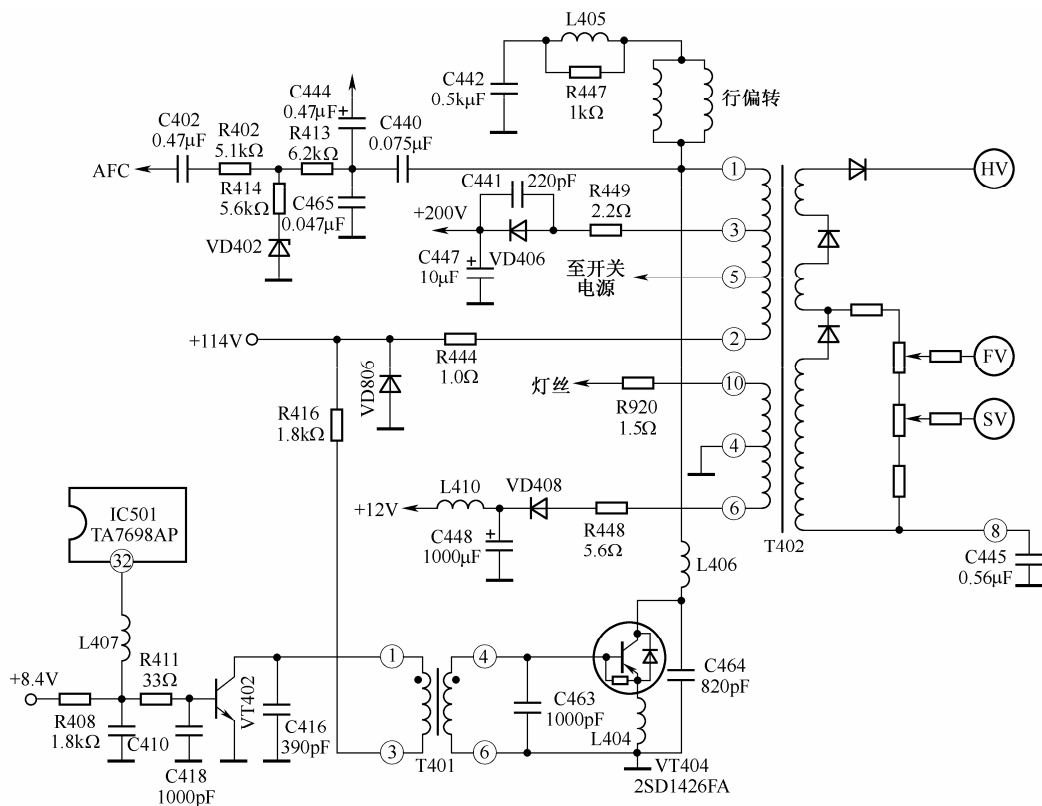 L405
C442
0.5kμF
R447
1kΩ
行偏转
C444
0.47μF
+
C402
0.47μF
R402
5.1kΩ
R413
6.2kΩ
C440
0.075μF
AFC
R414
5.6kΩ
C465
0.047μF
VD402
C441
220pF
R449
2.2Ω
+200V
VD406
C447
10μF
+
至开关
电源
1
3
5
2
10
4
6
HV
FV
SV
+114V
R444
1.0Ω
VD806
灯丝
R920
1.5Ω
R416
1.8kΩ
L410
VD408
+12V
R448
5.6Ω
C448
1000μF
+
T402
8
C445
0.56μF
IC501
TA7698AP
32
L407
L406
+8.4V
R408
1.8kΩ
R411
33Ω
C410
C418
1000pF
VT402
C416
390pF
1
3
4
6
T401
C463
1000pF
L404
C464
820pF
VT404
2SD1426FA